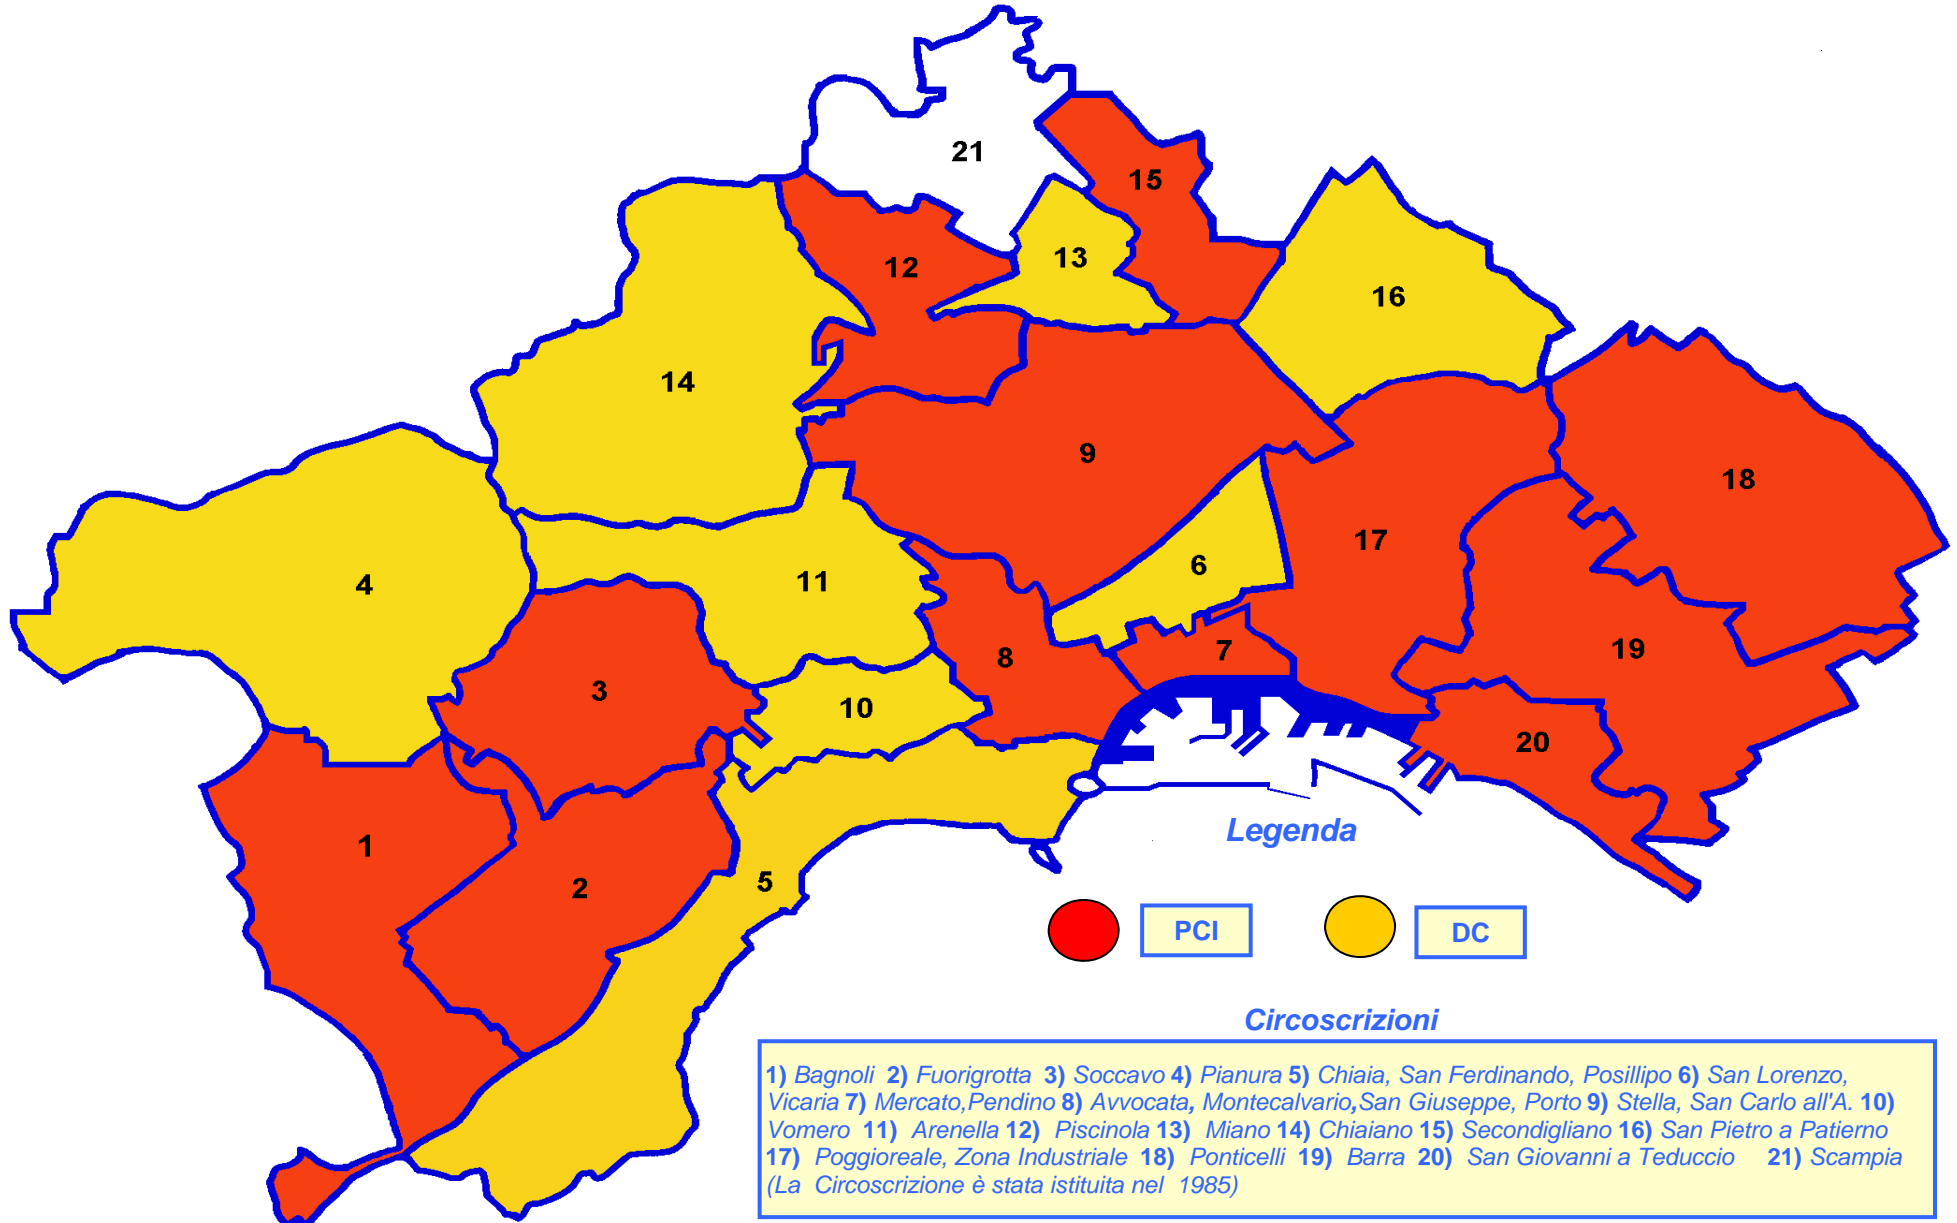 21
15
13
12
16
14
9
18
17
6
11
4
7
19
8
3
10
20
1
5
2
Legenda
PCI
DC
Circoscrizioni
1) Bagnoli 2) Fuorigrotta 3) Soccavo 4) Pianura 5) Chiaia, San Ferdinando, Posillipo 6) San Lorenzo,
Vicaria 7) Mercato,Pendino 8) Avvocata, Montecalvario,San Giuseppe, Porto 9) Stella, San Carlo all'A. 10)
Vomero 11) Arenella 12) Piscinola 13) Miano 14) Chiaiano 15) Secondigliano 16) San Pietro a Patierno
17) Poggioreale, Zona Industriale 18) Ponticelli 19) Barra 20) San Giovanni a Teduccio 21) Scampia
(La Circoscrizione è stata istituita nel 1985)